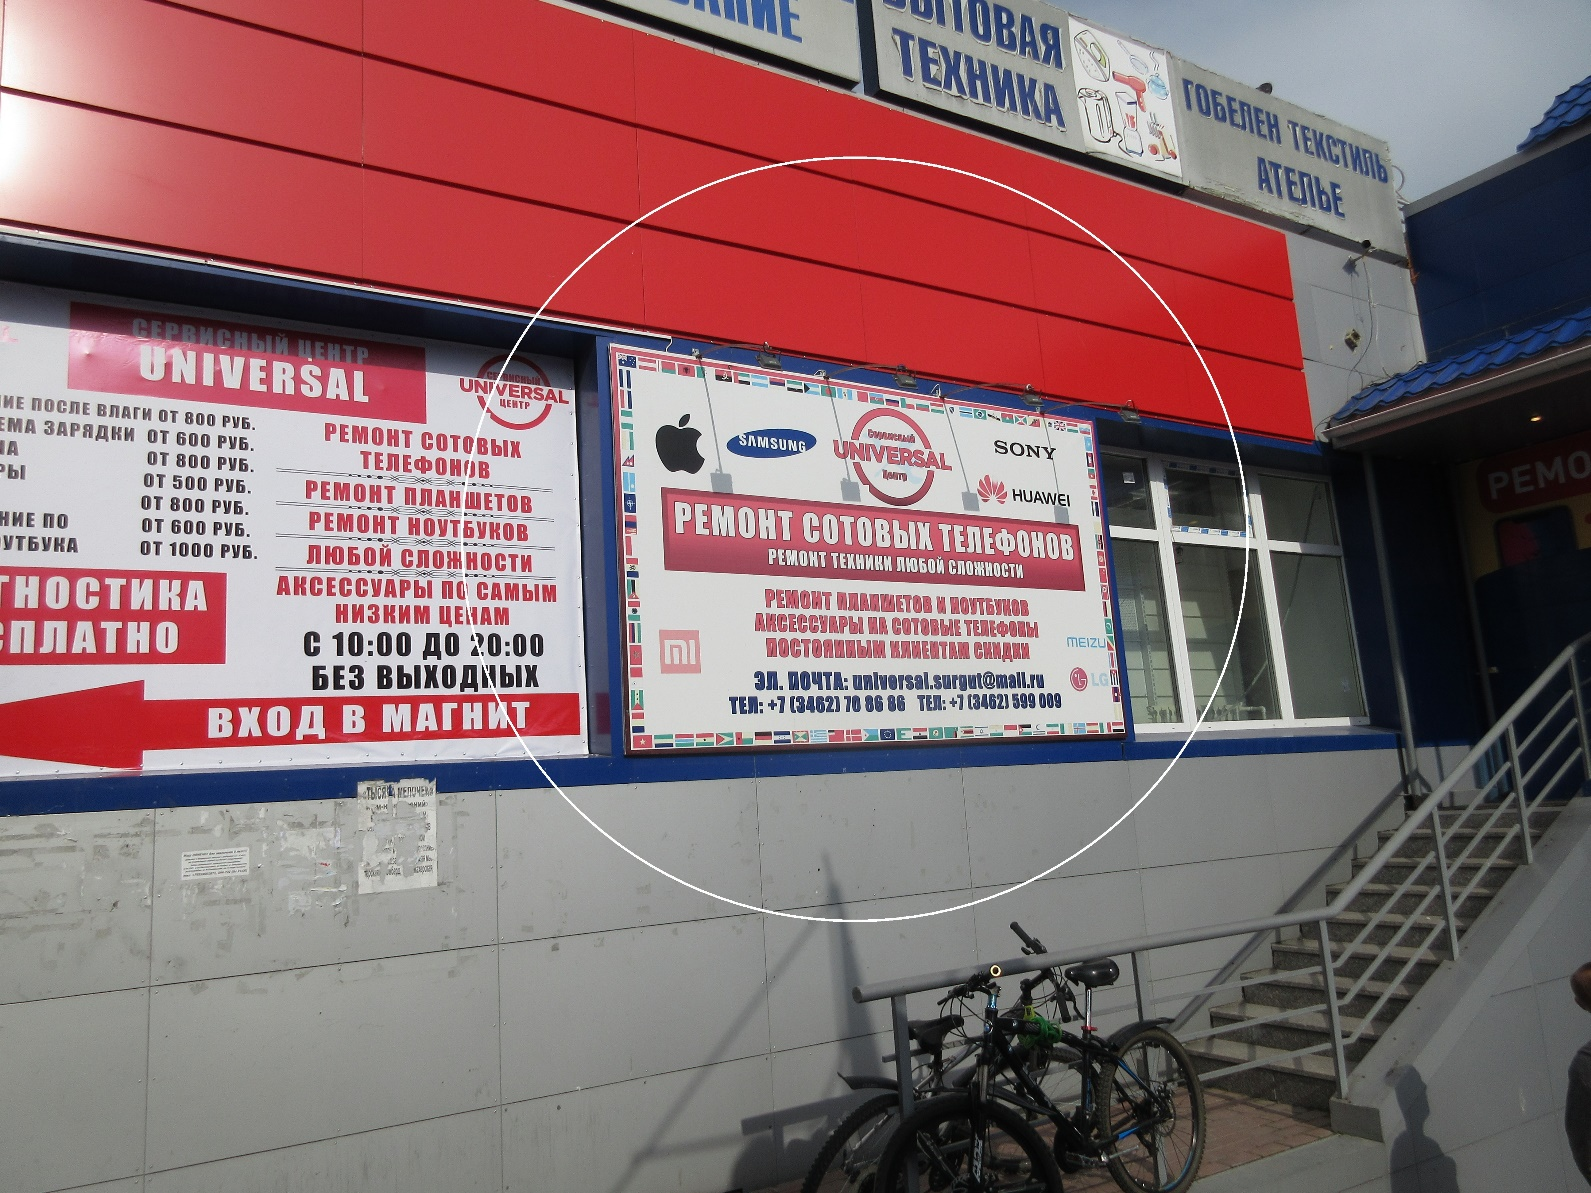 БЫТОВАЯ
ТЕХНИКА
ГОБЕЛЕН ТЕКСТИЛЬ
АТЕЛЬЕ
СЕРВИСНЫЙ ЦЕНТР
UNIVERSAL
СЕРВИСНЫЙ
UNIVERSAL
ЦЕНТР
ПОСЛЕ ВЛАГИ ОТ 800 РУБ.
ЗАРЯДКИ ОТ 600 РУБ.
ОТ 800 РУБ.
ОТ 500 РУБ.
ОТ 800 РУБ.
ПО ОТ 600 РУБ.
ОТ 1000 РУБ.
РЕМОНТ СОТОВЫХ
ТЕЛЕФОНОВ
РЕМОНТ ПЛАНШЕТОВ
РЕМОНТ НОУТБУКОВ
ЛЮБОЙ СЛОЖНОСТИ
АКСЕССУАРЫ ПО САМЫМ
НИЗКИМ ЦЕНАМ
С 10:00 ДО 20:00
БЕЗ ВЫХОДНЫХ
ВХОД В МАГНИТ
SAMSUNG
Сервисный
UNIVERSAL
Центр
SONY
HUAWEI
РЕМОНТ СОТОВЫХ ТЕЛЕФОНОВ
РЕМОНТ ТЕХНИКИ ЛЮБОЙ СЛОЖНОСТИ
РЕМОНТ ПЛАНШЕТОВ И НОУТБУКОВ
АКСЕССУАРЫ НА СОТОВЫЕ ТЕЛЕФОНЫ
ПОСТОЯННЫМ КЛИЕНТАМ СКИДКИ
MI
MEIZU
LG
ЭЛ. ПОЧТА: universal.surgut@mail.ru
ТЕЛ: +7 (3462) 70 86 86 ТЕЛ: +7 (3462) 599 009